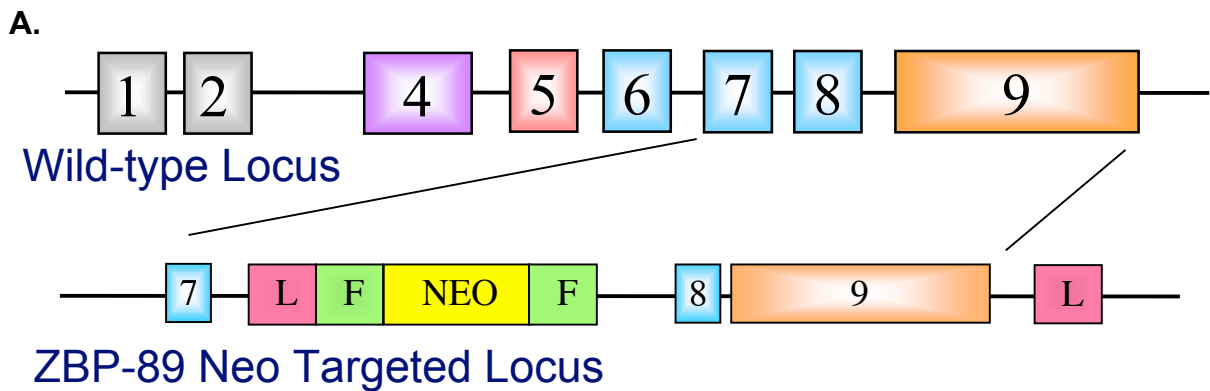 A.
1 2 4 5 6 7 8 9
Wild-type Locus
7 L F NEO F 8 9 L
ZBP-89 Neo Targeted Locus